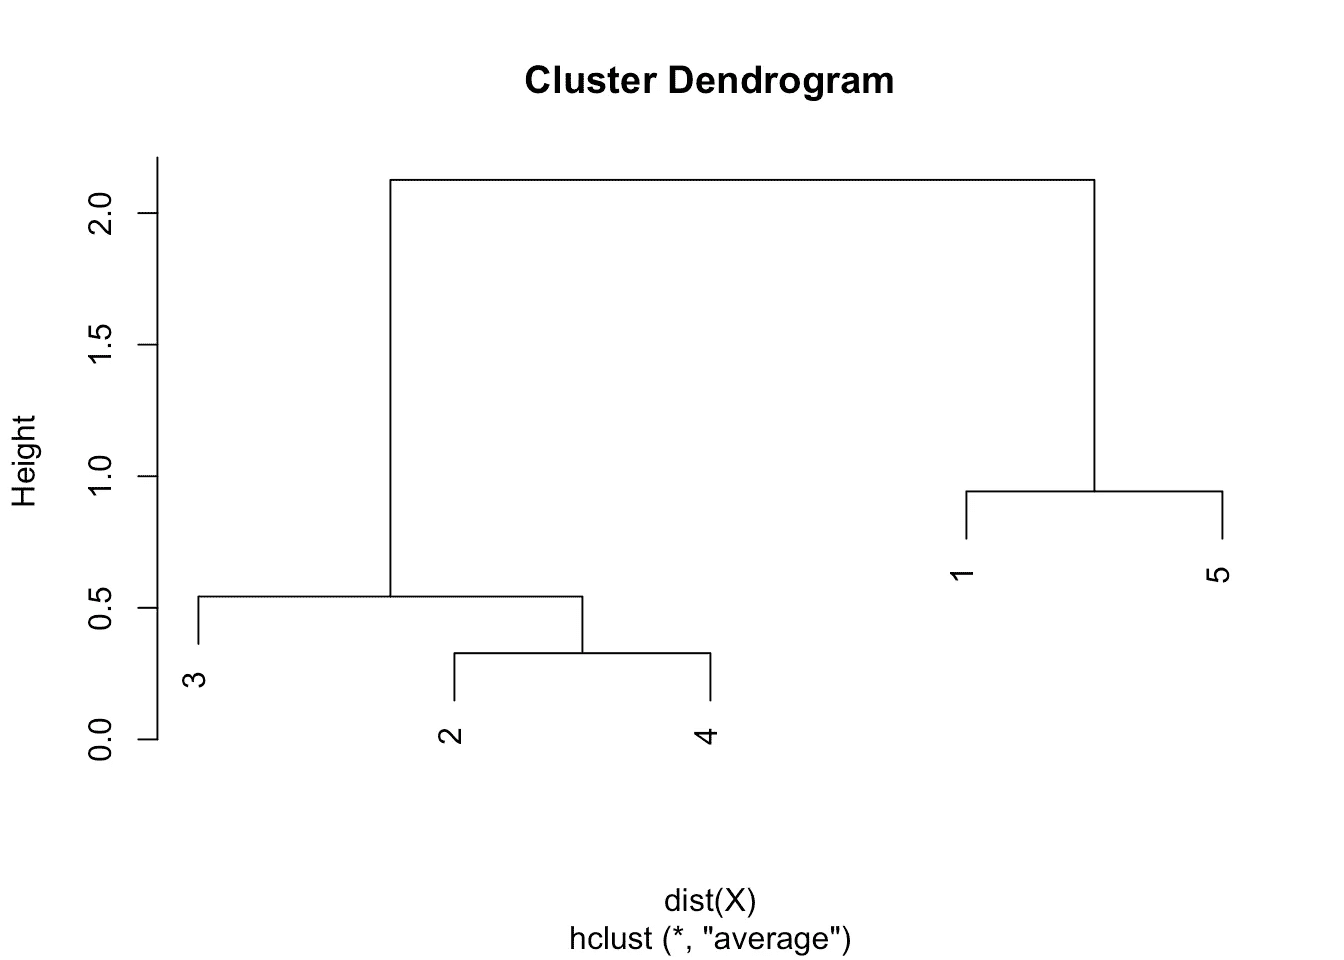 Cluster Dendrogram
Height
2.0
1.5
1.0
0.5
0.0
3
2
4
1
5
dist(X)
hclust (*, "average")